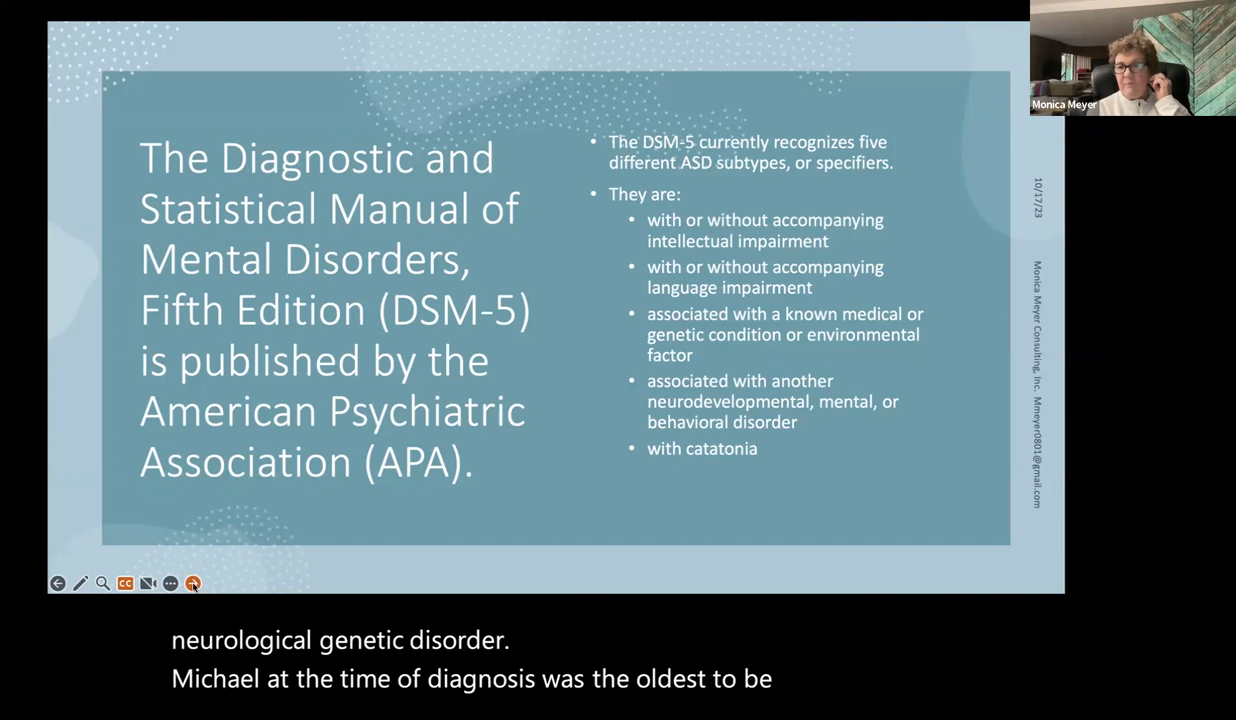 The Diagnostic and
Statistical Manual of
Mental Disorders,
Fifth Edition (DSM-5)
is published by the
American Psychiatric
Association (APA).
• The DSM-5 currently recognizes five
different ASD subtypes, or specifiers.
• They are:
• with or without accompanying
intellectual impairment
• with or without accompanying
language impairment
• associated with a known medical or
genetic condition or environmental
factor
• associated with another
neurodevelopmental, mental, or
behavioral disorder
• with catatonia
10/17/23
Monica Meyer Consulting, Inc. Mmeyer0801@gmail.com
Monica Meyer
CC
neurological genetic disorder.
Michael at the time of diagnosis was the oldest to be